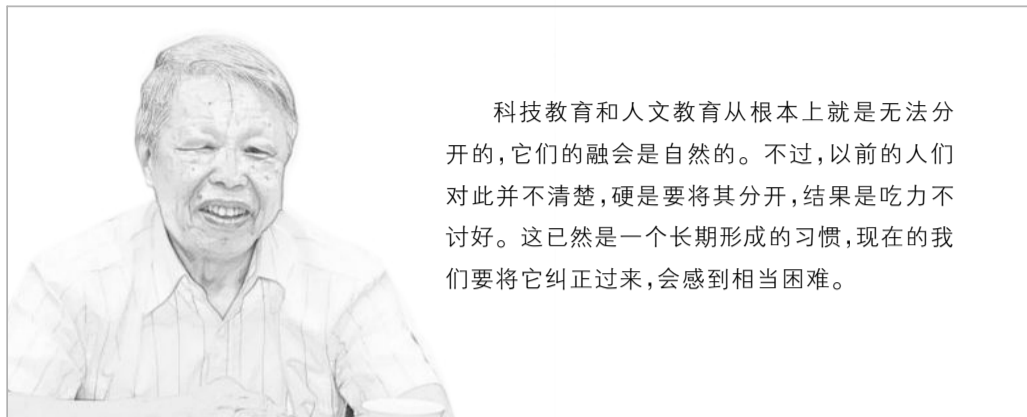 科技教育和人文教育从根本上就是无法分
开的,它们的融会是自然的。不过,以前的人们
对此并不清楚,硬是要将其分开,结果是吃力不
讨好。这已然是一个长期形成的习惯,现在的我
们要将它纠正过来,会感到相当困难。